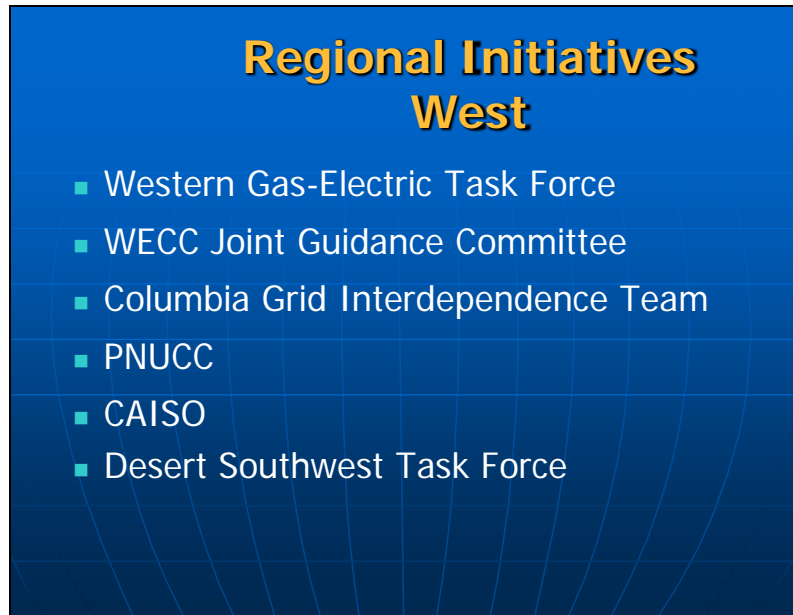 Regional Initiatives
West
Western Gas-Electric Task Force
WECC Joint Guidance Committee
Columbia Grid Interdependence Team
PNUCC
CAISO
Desert Southwest Task Force